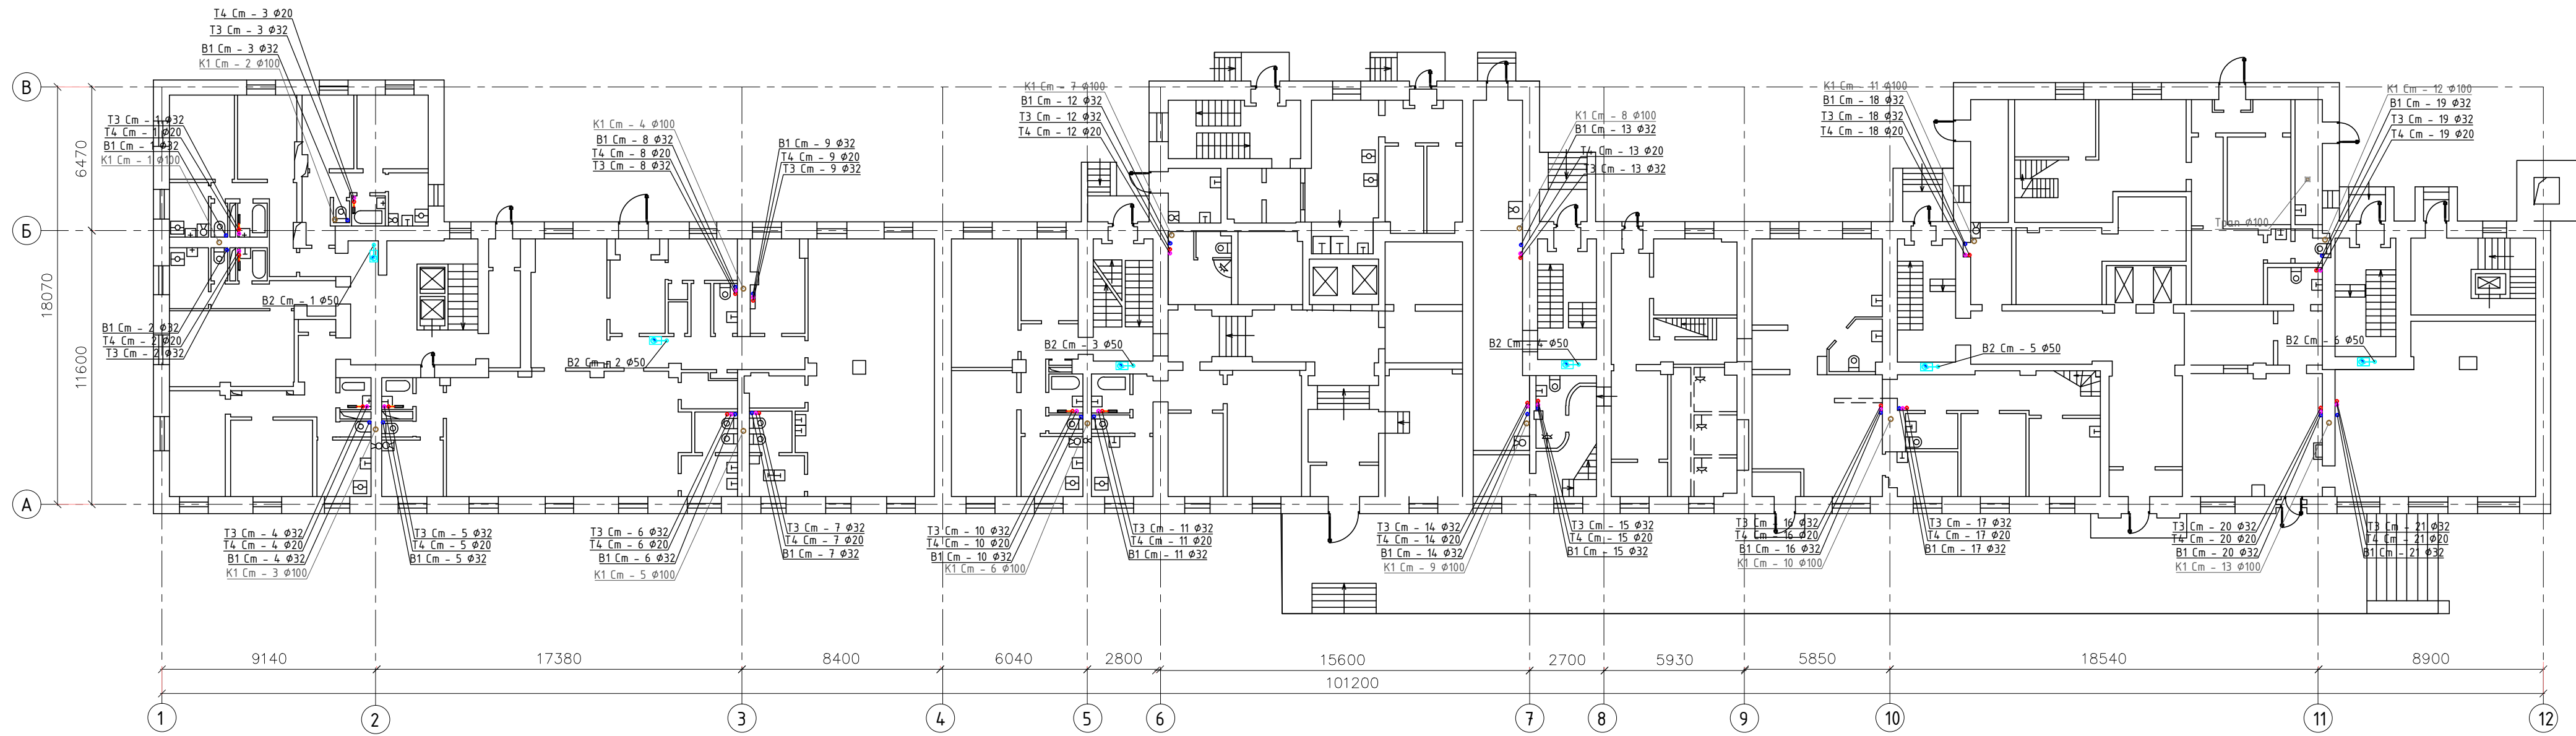 Т4 Ст - 3 Ø20
Т3 Ст - 3 Ø32
В1 Ст - 3 Ø32
К1 Ст - 2 Ø100
Т3 Ст - 1 Ø32
Т4 Ст - 1 Ø20
В1 Ст - 1 Ø32
К1 Ст - 1 Ø100
К1 Ст - 4 Ø100
В1 Ст - 8 Ø32
Т4 Ст - 8 Ø20
Т3 Ст - 8 Ø32
В1 Ст - 9 Ø32
Т4 Ст - 9 Ø20
Т3 Ст - 9 Ø32
К1 Ст - 7 Ø100
В1 Ст - 12 Ø32
Т3 Ст - 12 Ø32
Т4 Ст - 12 Ø20
К1 Ст - 8 Ø100
В1 Ст - 13 Ø32
Т4 Ст - 13 Ø20
Т3 Ст - 13 Ø32
К1 Ст - 11 Ø100
В1 Ст - 18 Ø32
Т3 Ст - 18 Ø32
Т4 Ст - 18 Ø20
К1 Ст - 12 Ø100
В1 Ст - 19 Ø32
Т3 Ст - 19 Ø32
Т4 Ст - 19 Ø20
Трап Ø100
В
Б
А
6470
18070
11600
В2 Ст - 1 Ø50
В1 Ст - 2 Ø32
Т4 Ст - 2 Ø20
Т3 Ст - 2 Ø32
В2 Ст - 2 Ø50
В2 Ст - 3 Ø50
В2 Ст - 4 Ø50
В2 Ст - 5 Ø50
В2 Ст - 6 Ø50
Т3 Ст - 4 Ø32
Т4 Ст - 4 Ø20
В1 Ст - 4 Ø32
К1 Ст - 3 Ø100
Т3 Ст - 5 Ø32
Т4 Ст - 5 Ø20
В1 Ст - 5 Ø32
Т3 Ст - 6 Ø32
Т4 Ст - 6 Ø20
В1 Ст - 6 Ø32
К1 Ст - 5 Ø100
Т3 Ст - 7 Ø32
Т4 Ст - 7 Ø20
В1 Ст - 7 Ø32
Т3 Ст - 10 Ø32
Т4 Ст - 10 Ø20
В1 Ст - 10 Ø32
К1 Ст - 6 Ø100
Т3 Ст - 11 Ø32
Т4 Ст - 11 Ø20
В1 Ст - 11 Ø32
Т3 Ст - 14 Ø32
Т4 Ст - 14 Ø20
В1 Ст - 14 Ø32
К1 Ст - 9 Ø100
Т3 Ст - 15 Ø32
Т4 Ст - 15 Ø20
В1 Ст - 15 Ø32
Т3 Ст - 16 Ø32
Т4 Ст - 16 Ø20
В1 Ст - 16 Ø32
К1 Ст - 10 Ø100
Т3 Ст - 17 Ø32
Т4 Ст - 17 Ø20
В1 Ст - 17 Ø32
Т3 Ст - 20 Ø32
Т4 Ст - 20 Ø20
В1 Ст - 20 Ø32
К1 Ст - 13 Ø100
Т3 Ст - 21 Ø32
Т4 Ст - 21 Ø20
В1 Ст - 21 Ø32
9140 17380 8400 6040 2800 15600 2700 5930 5850 18540 8900
101200
1 2 3 4 5 6 7 8 9 10 11 12